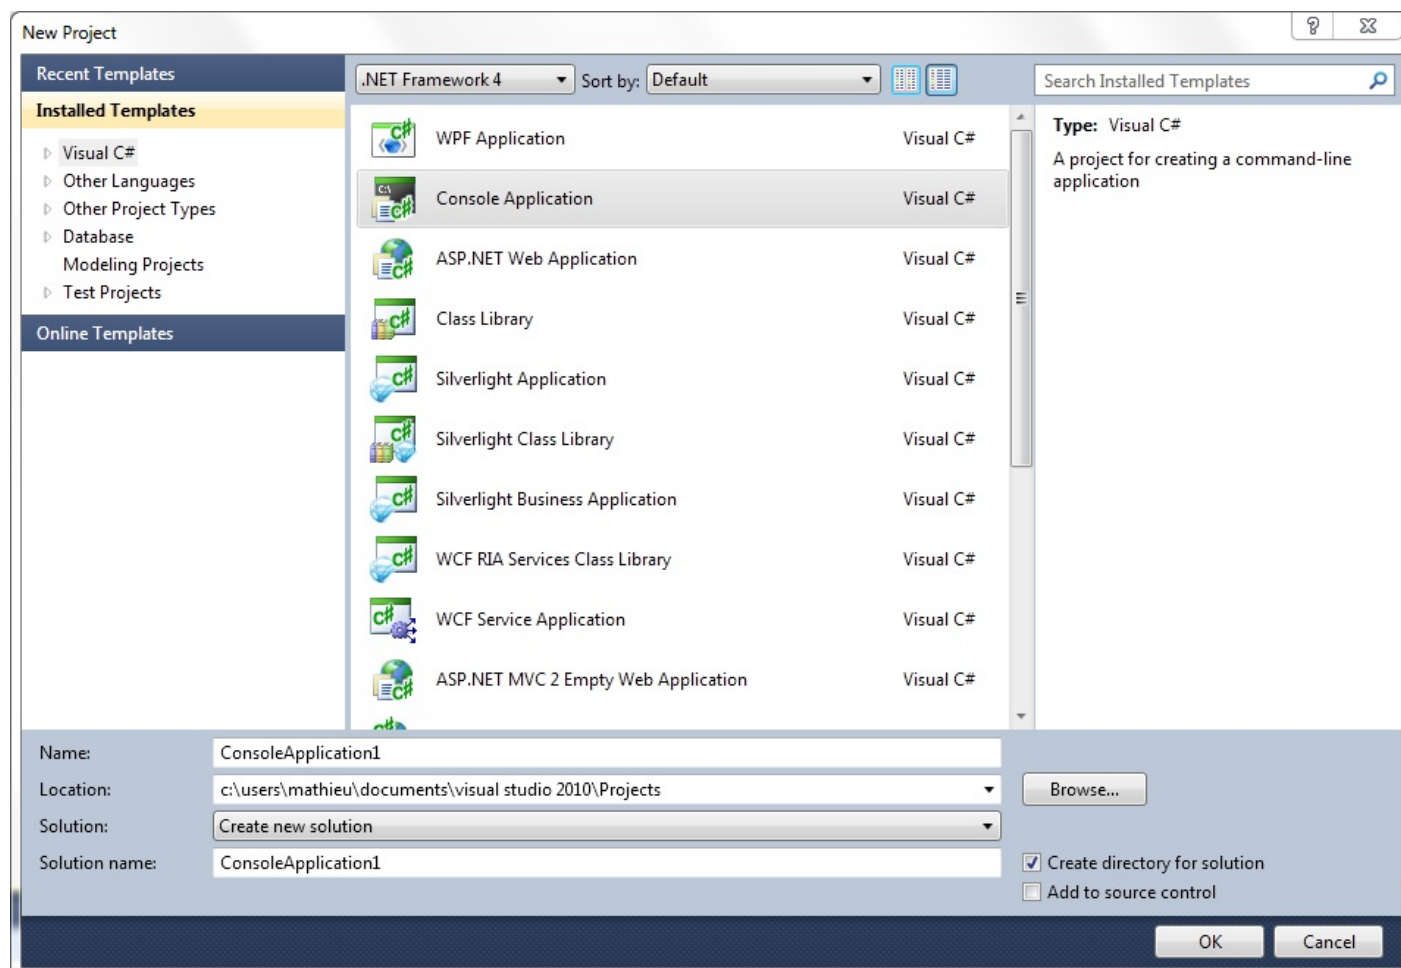 New Project
Recent Templates
Installed Templates
Visual C#
Other Languages
Other Project Types
Database
Modeling Projects
Test Projects
Online Templates
.NET Framework 4 Sort by: Default
WPF Application Visual C#
Console Application Visual C#
ASP.NET Web Application Visual C#
Class Library Visual C#
Silverlight Application Visual C#
Silverlight Class Library Visual C#
Silverlight Business Application Visual C#
WCF RIA Services Class Library Visual C#
WCF Service Application Visual C#
ASP.NET MVC 2 Empty Web Application Visual C#
Search Installed Templates
Type: Visual C#
A project for creating a command-line
application
Name: ConsoleApplication1
Location: c:\users\mathieu\documents\visual studio 2010\Projects Browse...
Solution: Create new solution
Solution name: ConsoleApplication1
Create directory for solution
Add to source control
OK Cancel